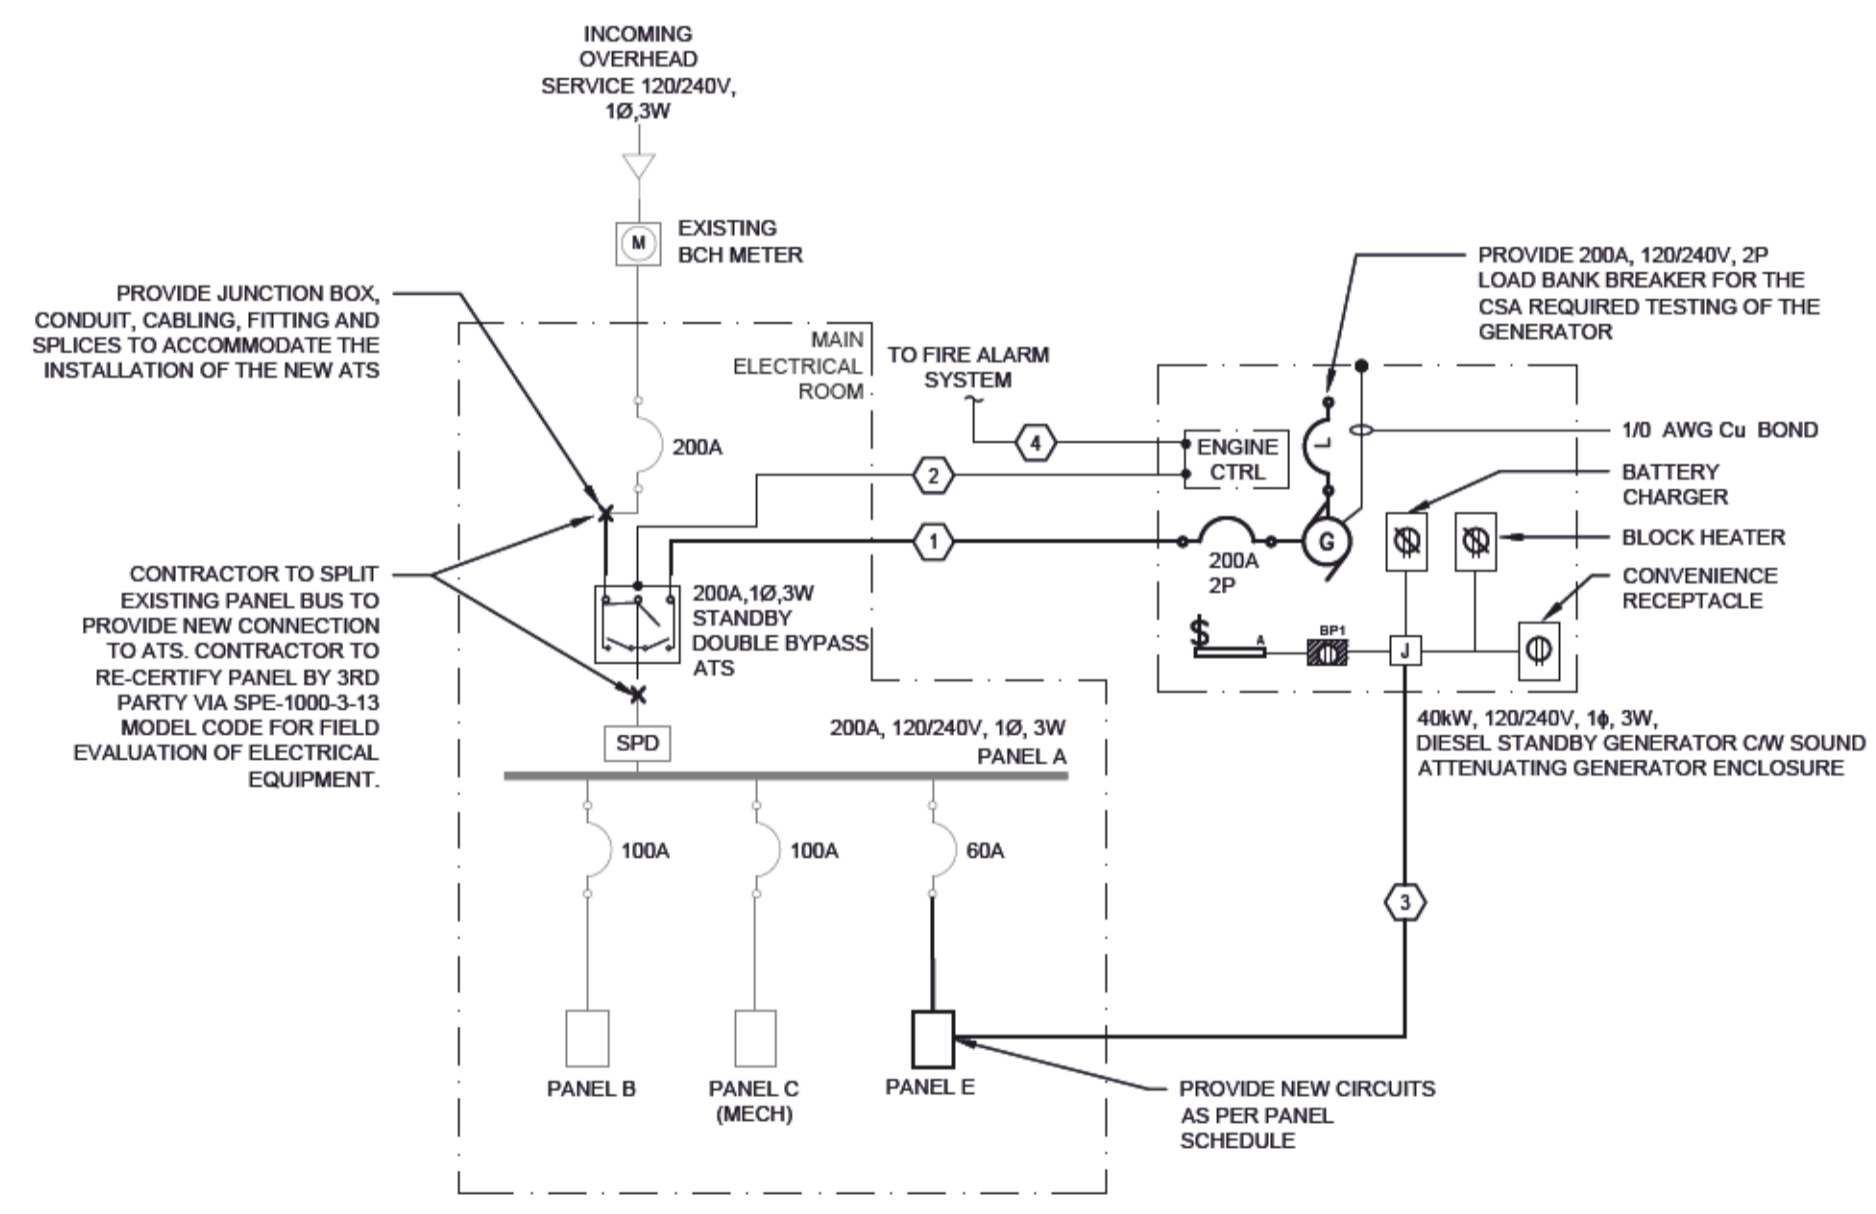 INCOMING
OVERHEAD
SERVICE 120/240V,
1Ø,3W
M
EXISTING
BCH METER
PROVIDE JUNCTION BOX,
CONDUIT, CABLING, FITTING AND
SPLICES TO ACCOMMODATE THE
INSTALLATION OF THE NEW ATS
MAIN
ELECTRICAL
ROOM
200A
TO FIRE ALARM
SYSTEM
4
2
1
ENGINE
CTRL
PROVIDE 200A, 120/240V, 2P
LOAD BANK BREAKER FOR THE
CSA REQUIRED TESTING OF THE
GENERATOR
L
1/0 AWG Cu BOND
BATTERY
CHARGER
BLOCK HEATER
CONVENIENCE
RECEPTACLE
G
200A
2P
$
A
BP1
J
CONTRACTOR TO SPLIT
EXISTING PANEL BUS TO
PROVIDE NEW CONNECTION
TO ATS. CONTRACTOR TO
RE-CERTIFY PANEL BY 3RD
PARTY VIA SPE-1000-3-13
MODEL CODE FOR FIELD
EVALUATION OF ELECTRICAL
EQUIPMENT.
200A,1Ø,3W
STANDBY
DOUBLE BYPASS
ATS
SPD
200A, 120/240V, 1Ø, 3W
PANEL A
40kW, 120/240V, 1ϕ, 3W,
DIESEL STANDBY GENERATOR C/W SOUND
ATTENUATING GENERATOR ENCLOSURE
100A
100A
60A
3
PANEL B
PANEL C
(MECH)
PANEL E
PROVIDE NEW CIRCUITS
AS PER PANEL
SCHEDULE